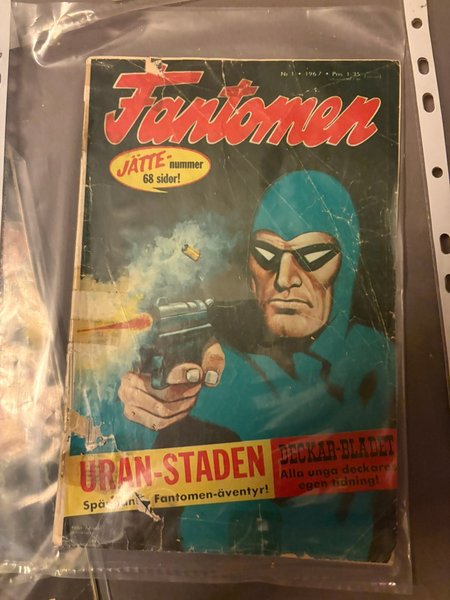 Nr 1 • 1967 • Pris 1:35
Fantomen
JÄTTE-nummer
68 sidor!
URAN-STADEN
Fantomen-äventyr!
DECKAR-BLADET
Alla unga deckares
egen tidning!